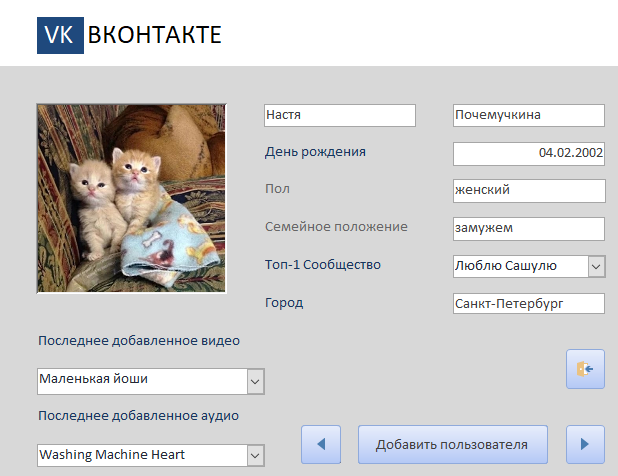 VK ВКОНТАКТЕ
Настя Почемучкина
День рождения 04.02.2002
Пол женский
Семейное положение замужем
Топ-1 Сообщество Люблю Сашулю
Город Санкт-Петербург
Последнее добавленное видео
Маленькая йоши
Последнее добавленное аудио
Washing Machine Heart
Добавить пользователя